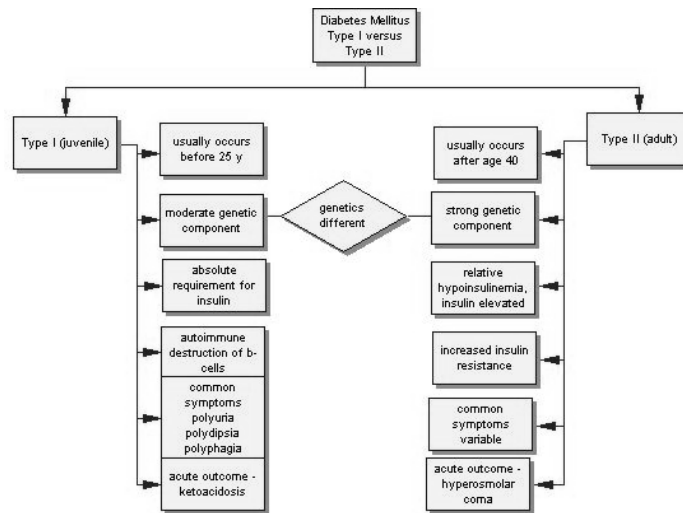 Diabetes Mellitus
Type I versus
Type II
Type I (juvenile)
usually occurs
before 25 y
moderate genetic
component
absolute
requirement for
insulin
autoimmune
destruction of b-
cells
common
symptoms
polyuria
polydipsia
polyphagia
acute outcome -
ketoacidosis
genetics
different
Type II (adult)
usually occurs
after age 40
strong genetic
component
relative
hypoinsulinemia,
insulin elevated
increased insulin
resistance
common
symptoms
variable
acute outcome -
hyperosmolar
coma